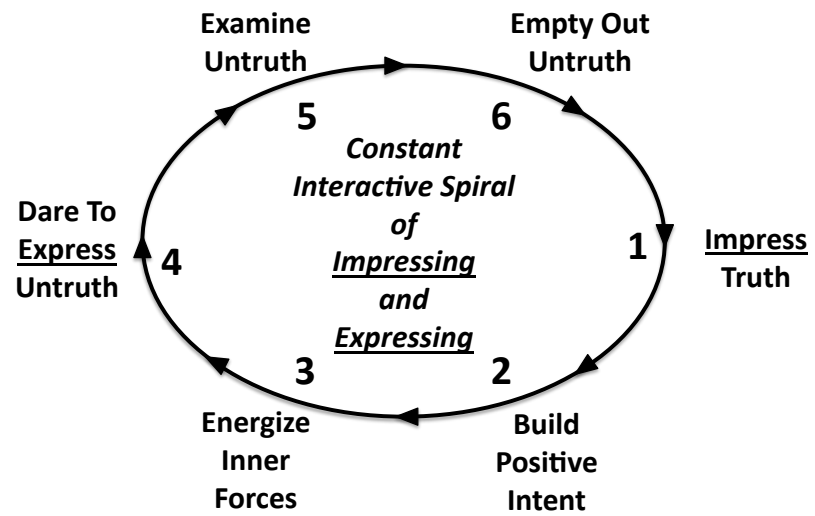 Examine
Untruth
Empty Out
Untruth
5
6
Constant
Interactive Spiral
of
Impressing
and
Expressing
Dare To
Express
Untruth
4
1
Impress
Truth
3
2
Energize
Inner
Forces
Build
Positive
Intent